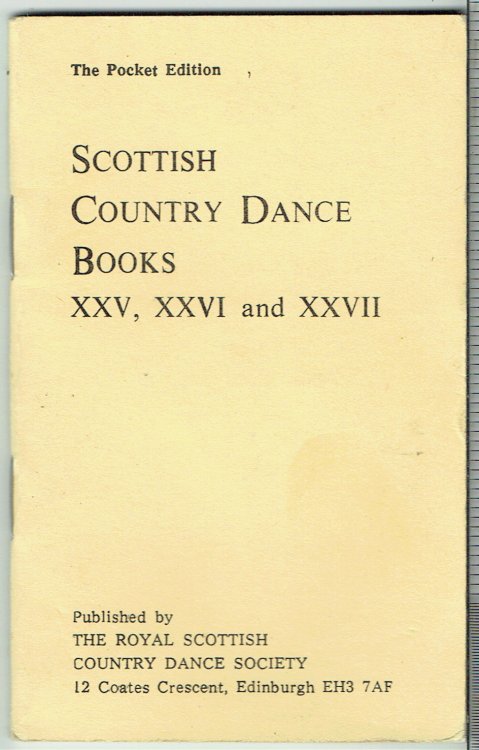 The Pocket Edition
SCOTTISH
COUNTRY DANCE
BOOKS
XXV, XXVI and XXVII
Published by
THE ROYAL SCOTTISH
COUNTRY DANCE SOCIETY
12 Coates Crescent, Edinburgh EH3 7AF